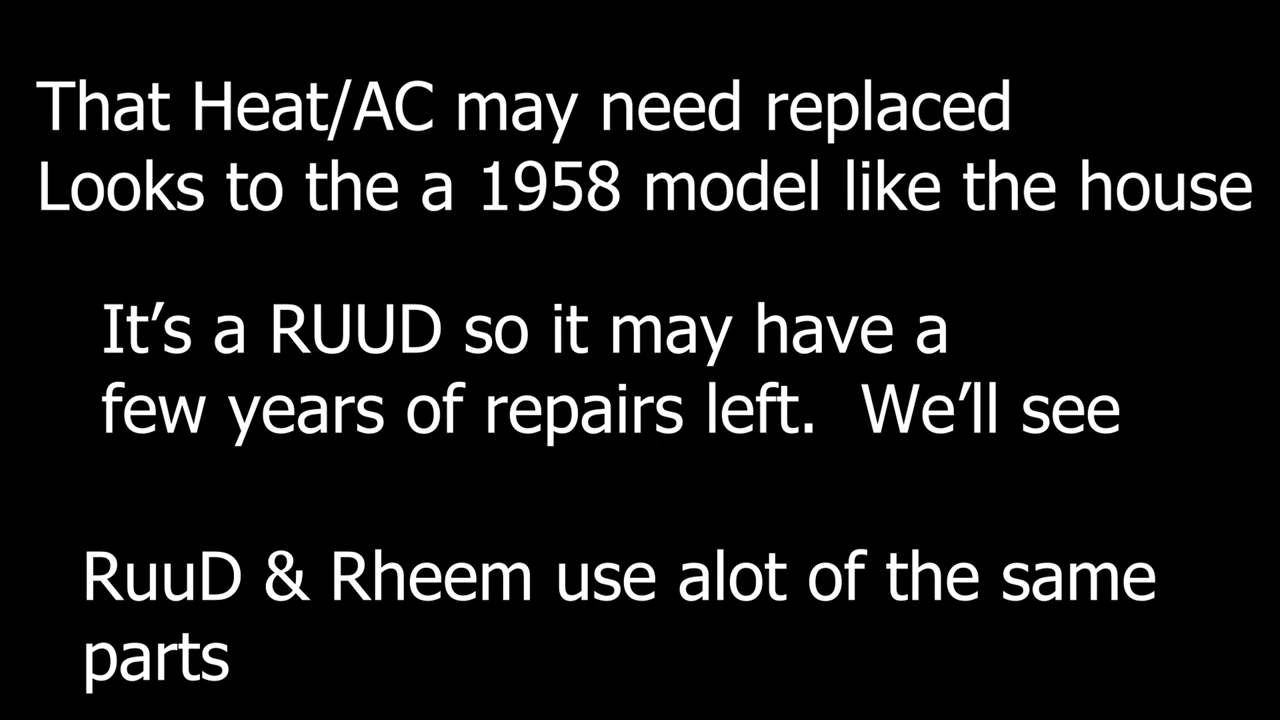 That Heat/AC may need replaced
Looks to the a 1958 model like the house
It’s a RUUD so it may have a
few years of repairs left.  We’ll see
RuuD & Rheem use alot of the same
parts